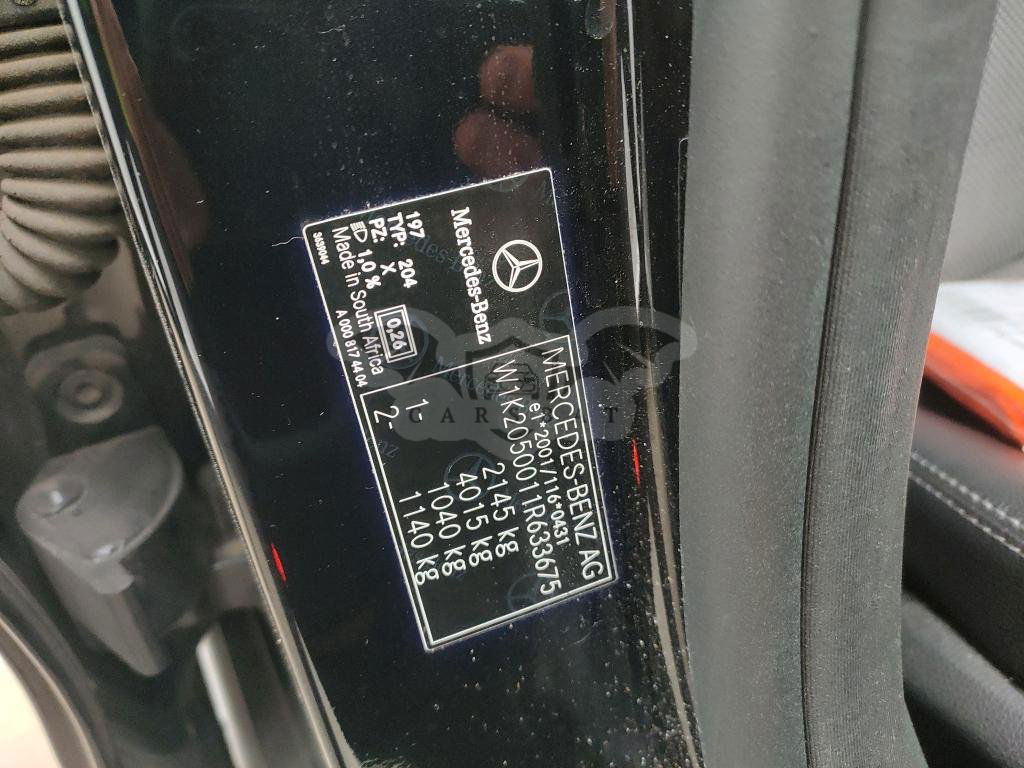 MERCEDES-BENZ AG
e1*2001/116*0431
W1K2050011R633675
2145 kg
4015 kg
1- 1040 kg
2- 1140 kg
Mercedes-Benz
197
TYP: 204
PZ: X
1.0 % 0.26
Made in South Africa
A 000 817 44 04
CARS